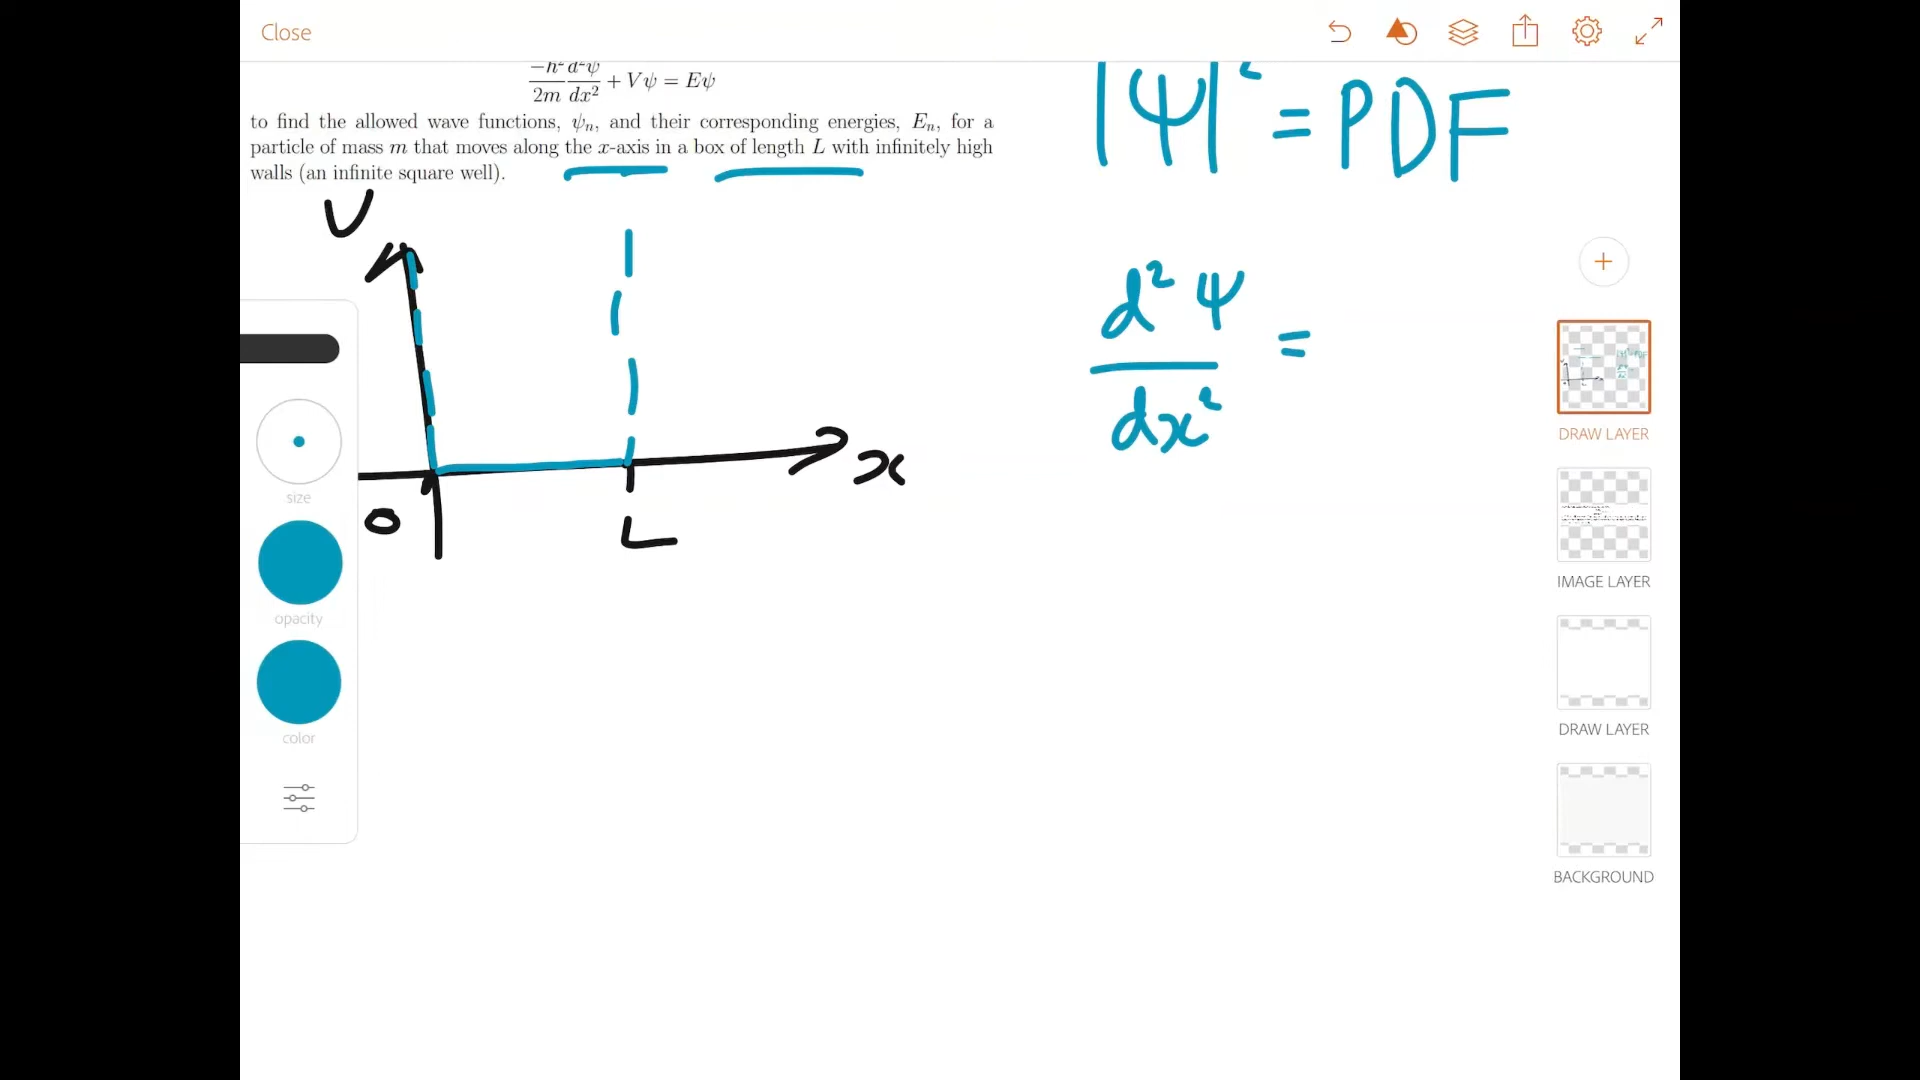 Close
-ħ² d²ψ / 2m dx² + Vψ = Eψ
to find the allowed wave functions, ψₙ, and their corresponding energies, Eₙ, for a
particle of mass m that moves along the x-axis in a box of length L with infinitely high
walls (an infinite square well).
|ψ|² = PDF
V
d²ψ / dx² =
x
O
L
size
opacity
color
DRAW LAYER
IMAGE LAYER
DRAW LAYER
BACKGROUND